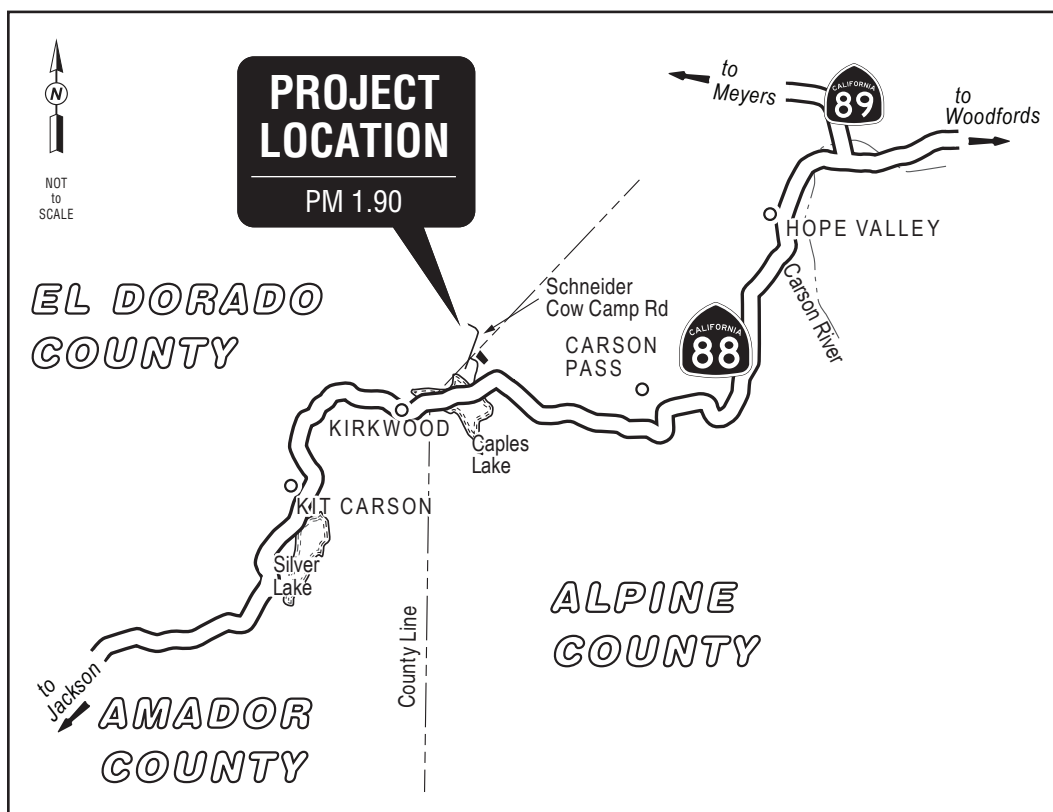 N
NOT
to
SCALE
PROJECT
LOCATION
PM 1.90
to
Meyers
CALIFORNIA
89
to
Woodfords
HOPE VALLEY
Carson River
EL DORADO
COUNTY
Schneider
Cow Camp Rd
CARSON
PASS
CALIFORNIA
88
KIRKWOOD
Caples
Lake
KIT CARSON
Silver
Lake
County Line
ALPINE
COUNTY
to
Jackson
AMADOR
COUNTY